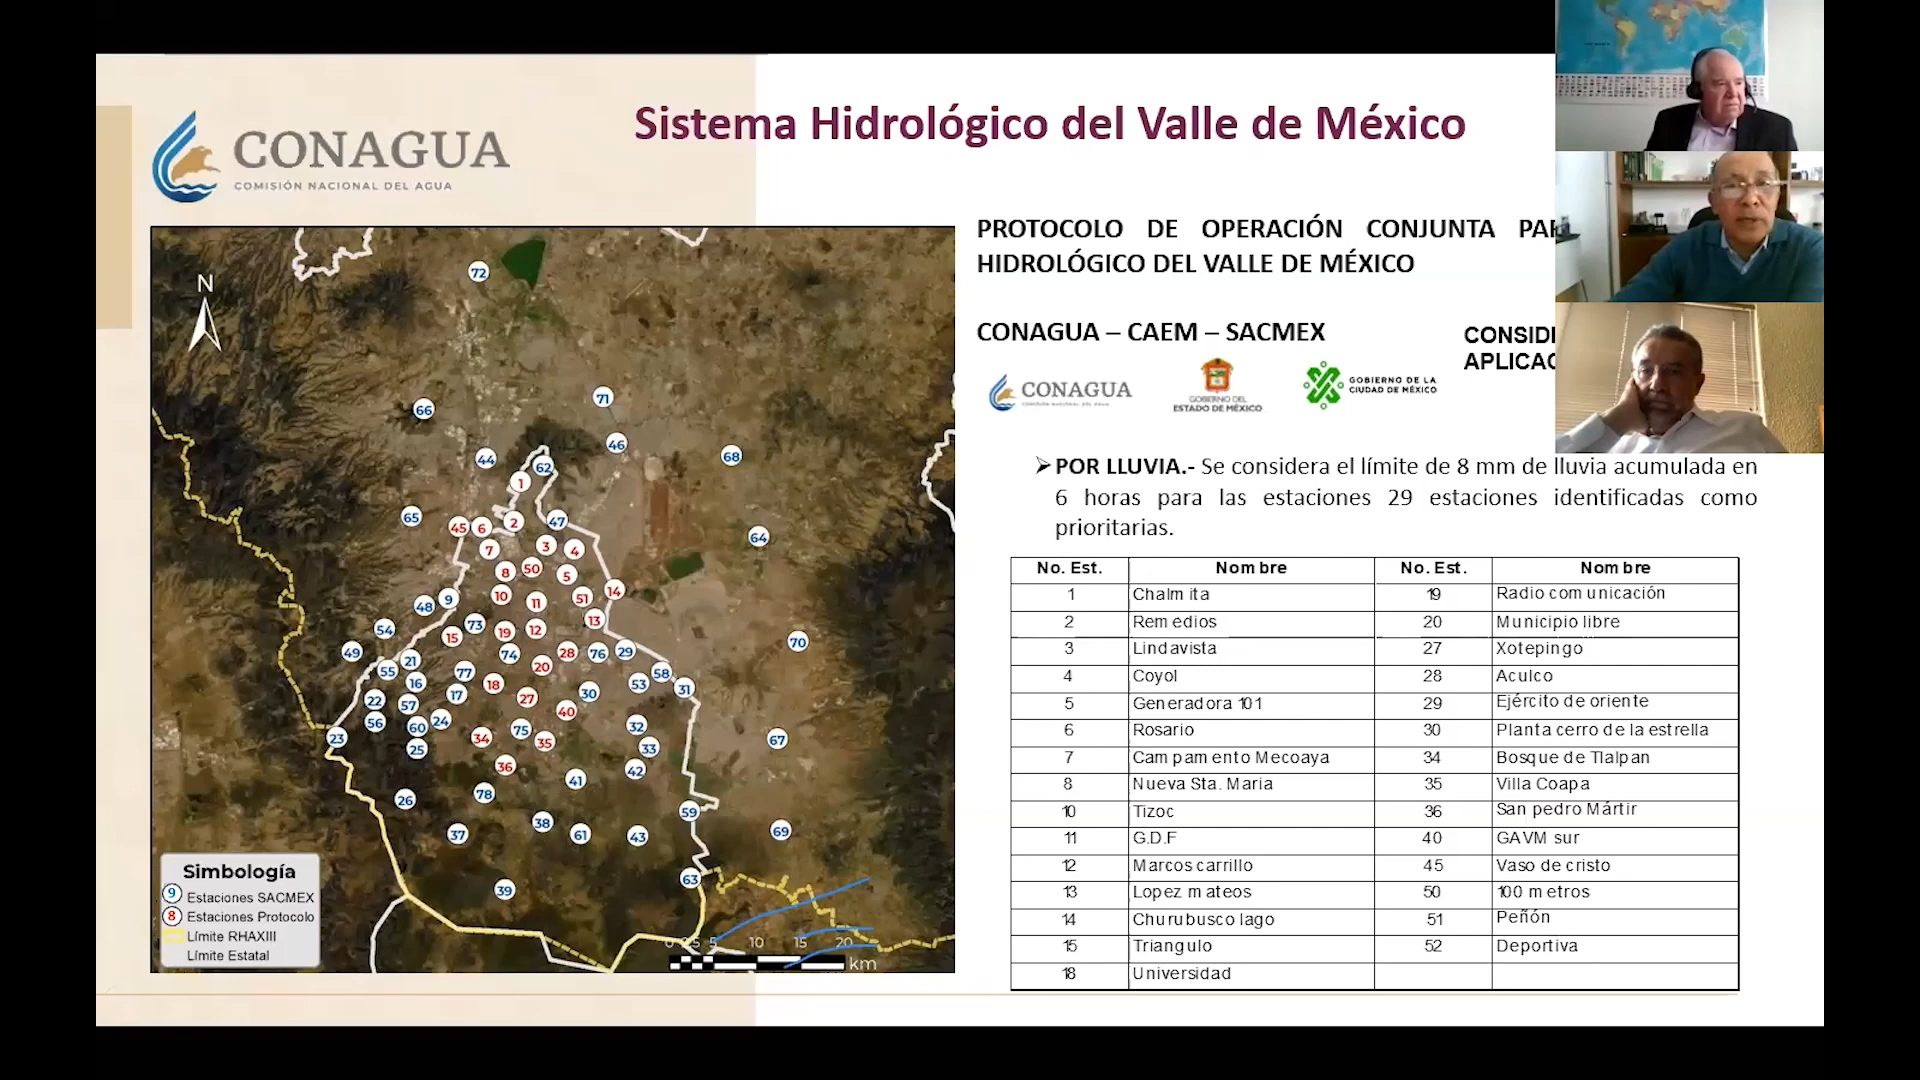 Sistema Hidrológico del Valle de México
CONAGUA
COMISIÓN NACIONAL DEL AGUA
PROTOCOLO DE OPERACIÓN CONJUNTA
HIDROLÓGICO DEL VALLE DE MÉXICO
CONAGUA – CAEM – SACMEX
CONAGUA
COMISIÓN NACIONAL DEL AGUA
GOBIERNO DEL
ESTADO DE MÉXICO
GOBIERNO DE LA
CIUDAD DE MÉXICO
➢ POR LLUVIA.- Se considera el límite de 8 mm de lluvia acumulada en
6 horas para las estaciones 29 estaciones identificadas como
prioritarias.
No. Est. Nombre No. Est. Nombre
1 Chalmita 19 Radio comunicación
2 Remedios 20 Municipio libre
3 Lindavista 27 Xotepingo
4 Coyol 28 Aculco
5 Generadora 101 29 Ejército de oriente
6 Rosario 30 Planta cerro de la estrella
7 Campamento Mecoaya 34 Bosque de Tlalpan
8 Nueva Sta. Maria 35 Villa Coapa
10 Tizoc 36 San pedro Mártir
11 G.D.F 40 GAVM sur
12 Marcos carrillo 45 Vaso de cristo
13 Lopez mateos 50 100 metros
14 Churubusco lago 51 Peñón
15 Triangulo 52 Deportiva
18 Universidad
N
72
71
66
46
68
44
62
1
65
45 6 2 47
64
7 3 4
8 50 5
10 11 51 14
48 9
13
54 15 73 19 12
70
49 21 74 28 76 29
55 20
16 77 18 53 58
22 57 17 27 30 31
56 60 24 40 32
23 25 34 75 35 33 67
36 42
26 78 41
59
37 38 61 43 69
39 63
Simbología
9 Estaciones SACMEX
8 Estaciones Protocolo
Límite RHAXIII
Límite Estatal
0 2.5 5 10 15 20
km